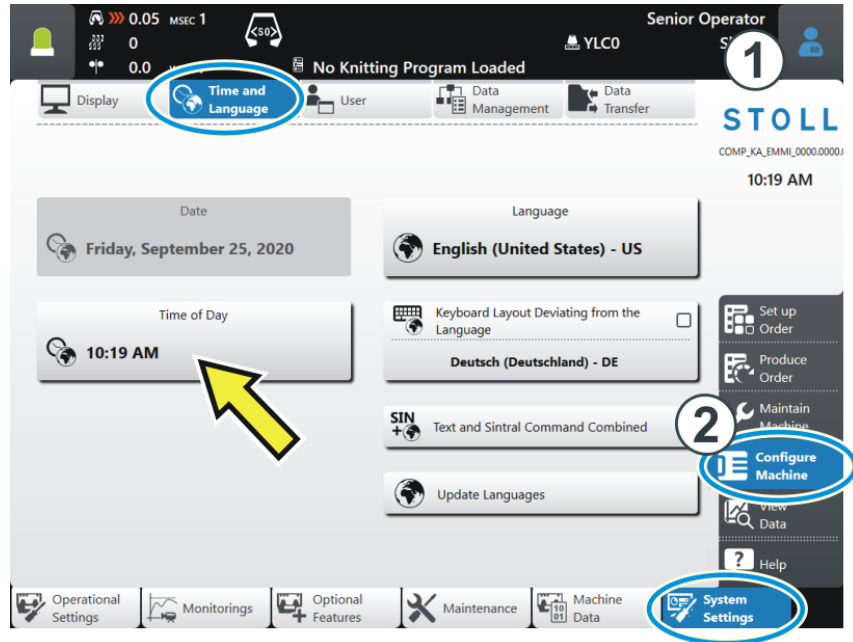 0.05 MSEC 1
<S0>
Senior Operator
0
YLC0
S
1
0.0
No Knitting Program Loaded
Display
Time and
Language
User
Data
Management
Data
Transfer
STOLL
COMP_KA_EMMI_0000.0000.
10:19 AM
Date
Friday, September 25, 2020
Language
English (United States) - US
Time of Day
10:19 AM
Keyboard Layout Deviating from the
Language
Deutsch (Deutschland) - DE
SIN
+
Text and Sintral Command Combined
Update Languages
Set up
Order
Produce
Order
Maintain
Machine
2
Configure
Machine
View
Data
?
Help
Operational
Settings
Monitorings
Optional
Features
Maintenance
10
01
Machine
Data
System
Settings